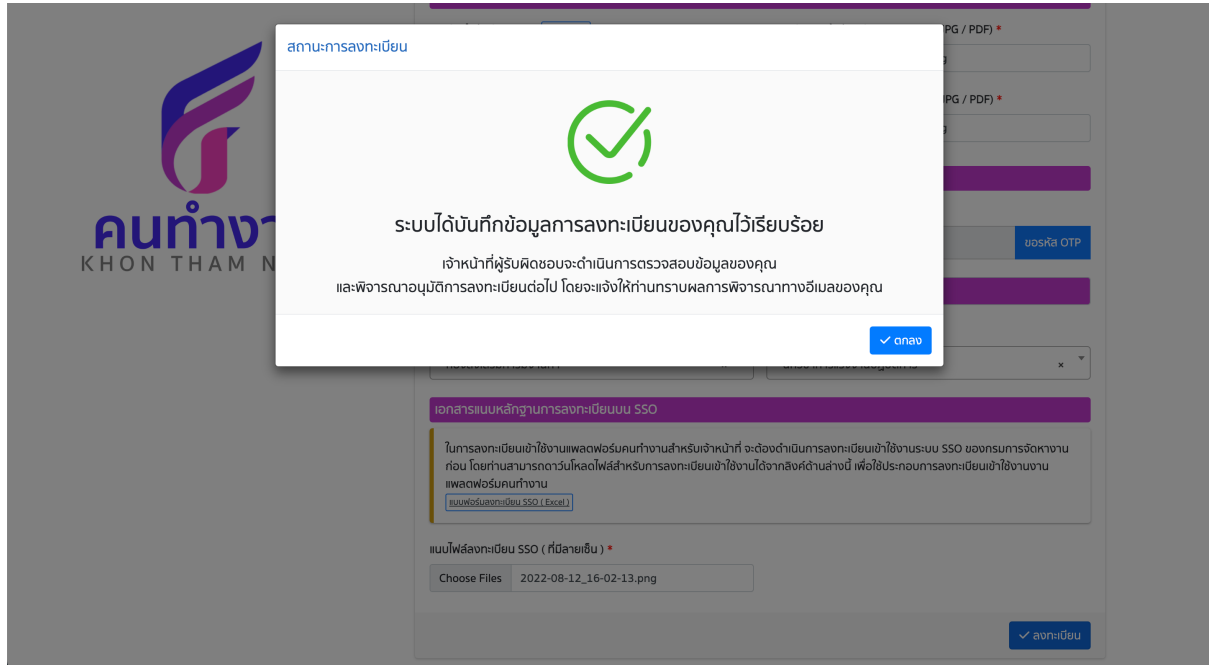 PG / PDF) *
สถานะการลงทะเบียน
PG / PDF) *
ระบบได้บันทึกข้อมูลการลงทะเบียนของคุณไว้เรียบร้อย
คนทำงา
KHON THAM N
ขอรหัส OTP
เจ้าหน้าที่ผู้รับผิดชอบจะดำเนินการตรวจสอบข้อมูลของคุณ
และพิจารณาอนุมัติการลงทะเบียนต่อไป โดยจะแจ้งให้ท่านทราบผลการพิจารณาทางอีเมลของคุณ
ตกลง
เอกสารแนบหลักฐานการลงทะเบียนบน SSO
ในการลงทะเบียนเข้าใช้งานแพลตฟอร์มคนทำงานสำหรับเจ้าหน้าที่ จะต้องดำเนินการลงทะเบียนเข้าใช้งานระบบ SSO ของกรมการจัดหางาน
ก่อน โดยท่านสามารถดาวน์โหลดไฟล์สำหรับการลงทะเบียนเข้าใช้งานได้จากลิงค์ด้านล่างนี้ เพื่อใช้ประกอบการลงทะเบียนเข้าใช้งานงาน
แพลตฟอร์มคนทำงาน
แบบฟอร์มลงทะเบียน SSO ( Excel )
แนบไฟล์ลงทะเบียน SSO ( ที่มีลายเซ็น ) *
Choose Files 2022-08-12_16-02-13.png
ลงทะเบียน